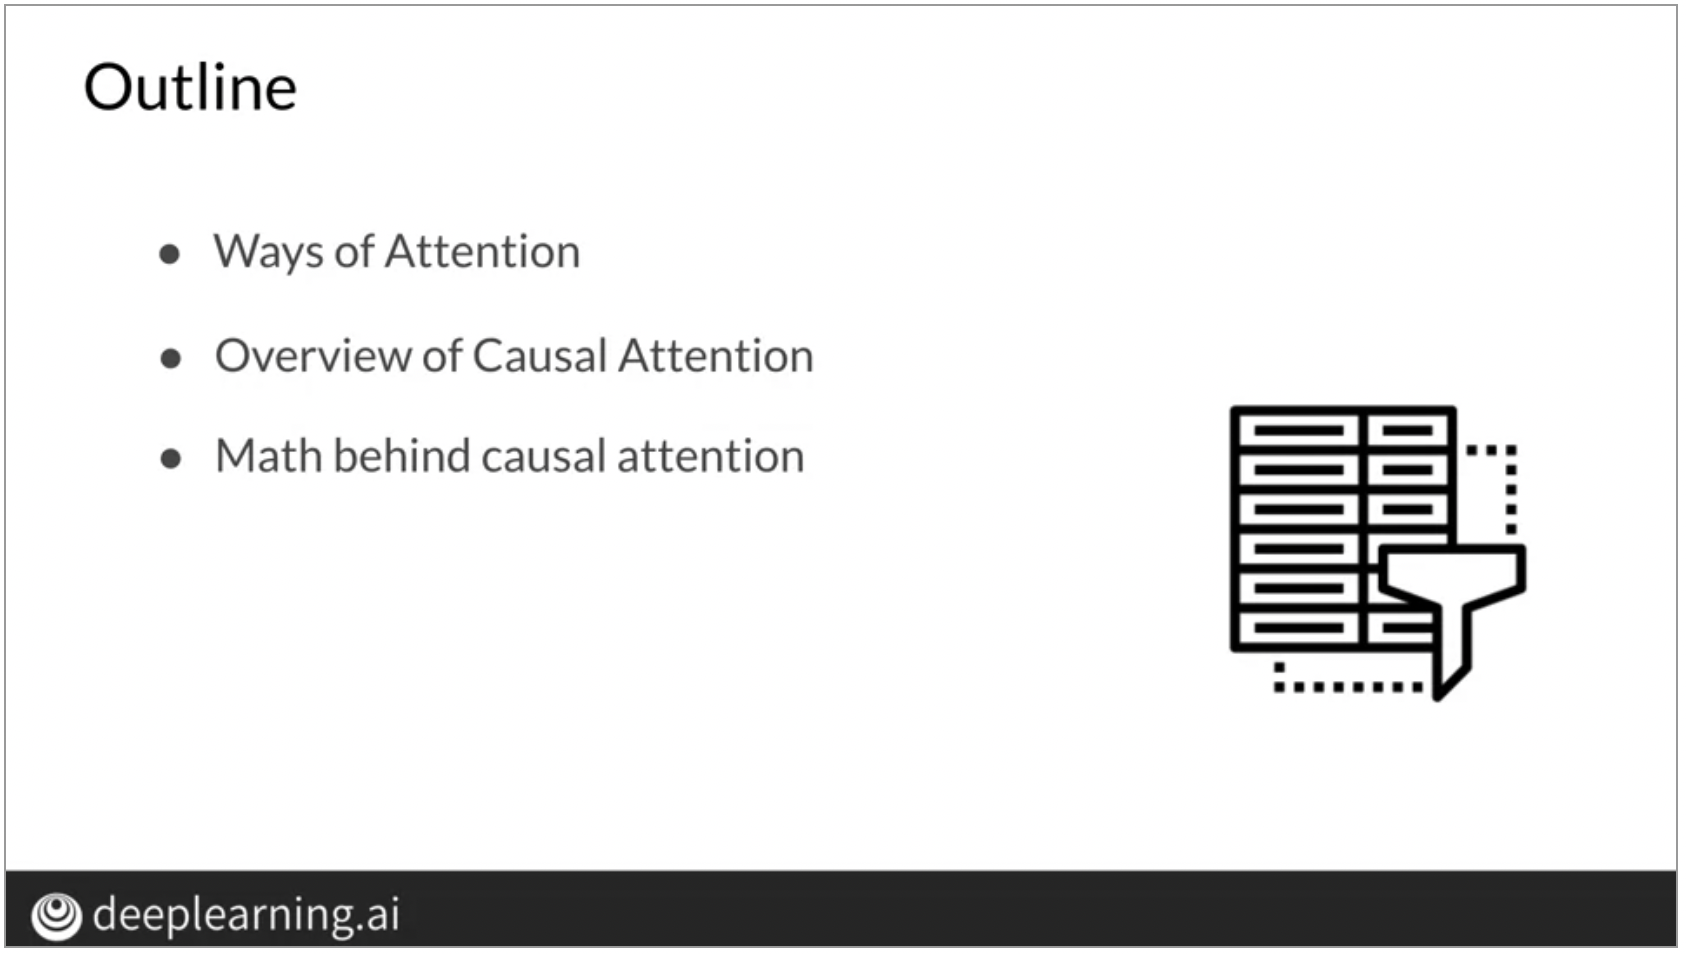 Outline
● Ways of Attention
● Overview of Causal Attention
● Math behind causal attention
deeplearning.ai